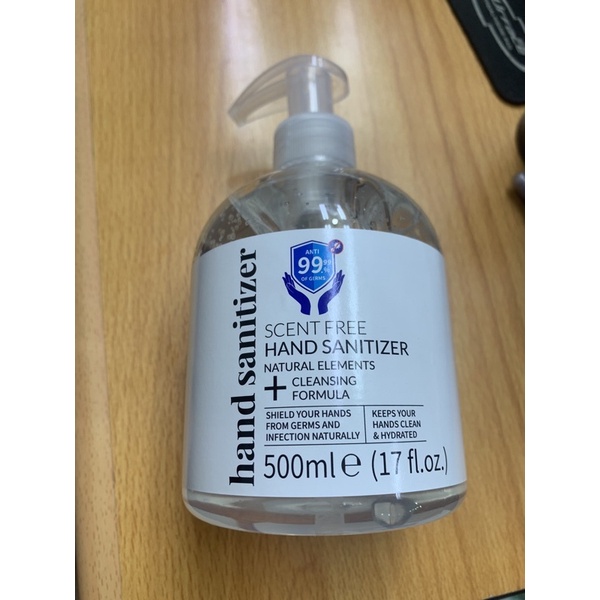 hand sanitizer
ANTI
99.99%
OF GERMS
SCENT FREE
HAND SANITIZER
NATURAL ELEMENTS
+ CLEANSING
FORMULA
SHIELD YOUR HANDS
FROM GERMS AND
INFECTION NATURALLY
KEEPS YOUR
HANDS CLEAN
& HYDRATED
500ml ℮ (17 fl.oz.)